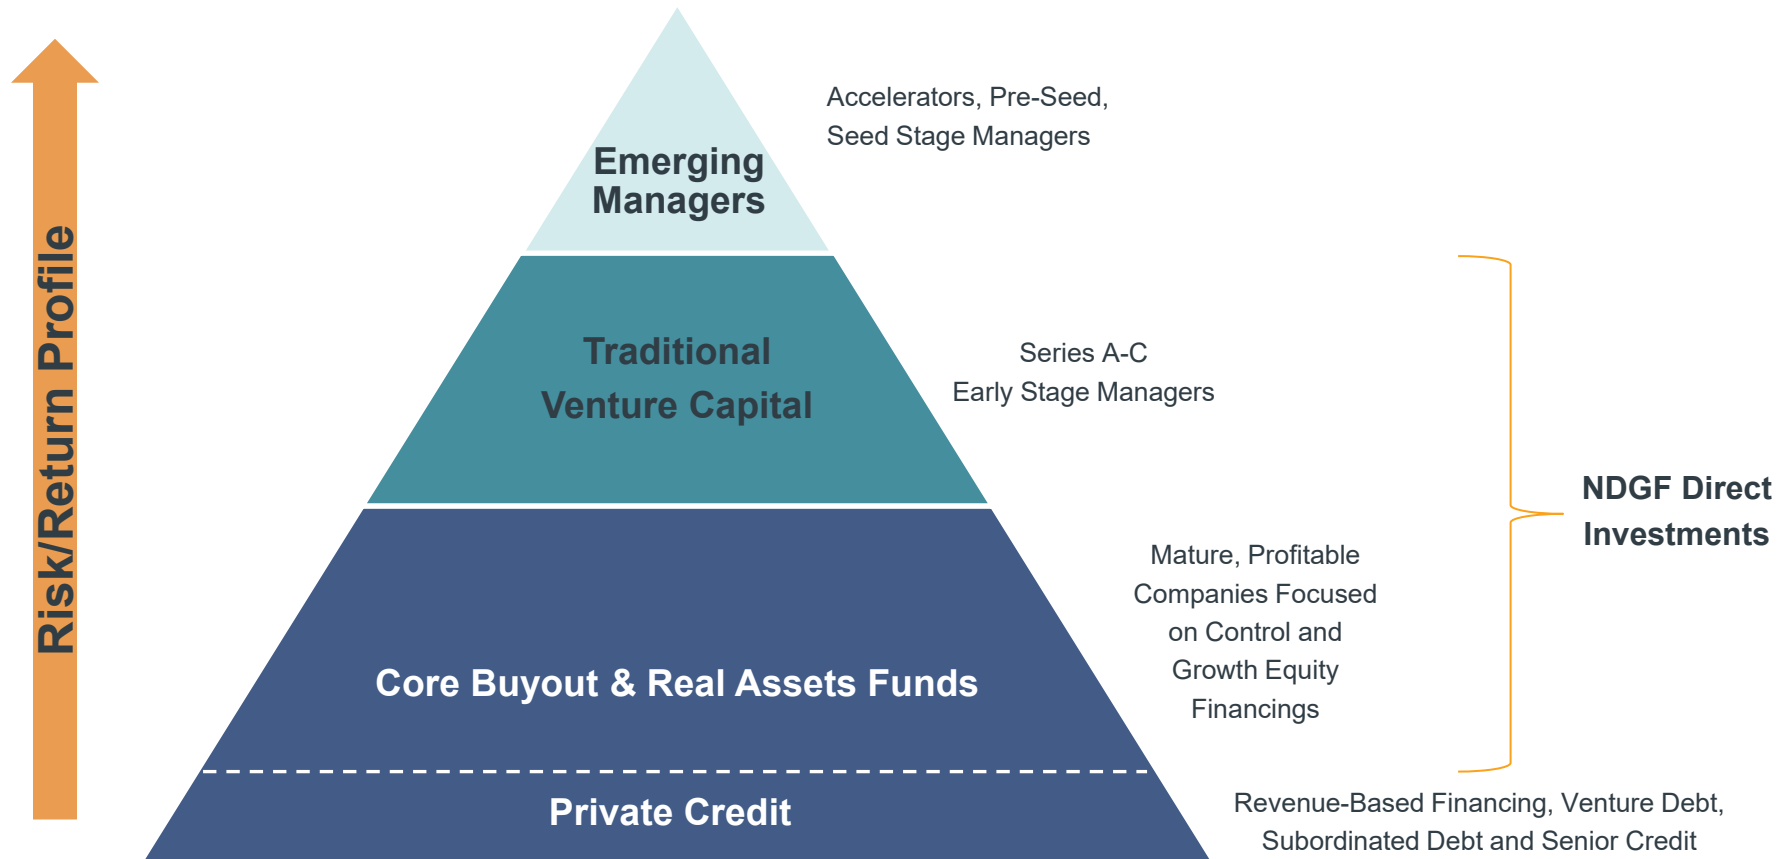 Risk/Return Profile
Emerging
Managers
Accelerators, Pre-Seed,
Seed Stage Managers
Traditional
Venture Capital
Series A-C
Early Stage Managers
NDGF Direct
Investments
Core Buyout & Real Assets Funds
Mature, Profitable
Companies Focused
on Control and
Growth Equity
Financings
Private Credit
Revenue-Based Financing, Venture Debt,
Subordinated Debt and Senior Credit